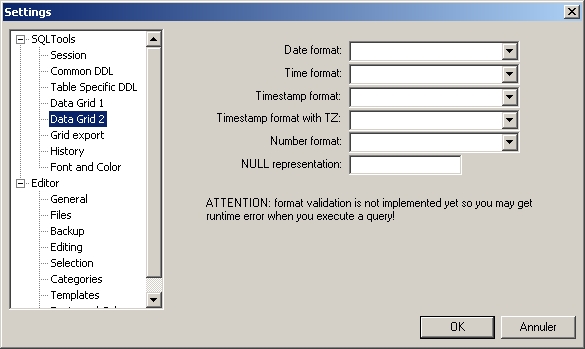 Settings
SQLTools
Session
Common DDL
Table Specific DDL
Data Grid 1
Data Grid 2
Grid export
History
Font and Color
Editor
General
Files
Backup
Editing
Selection
Categories
Templates
Date format:
Time format:
Timestamp format:
Timestamp format with TZ:
Number format:
NULL representation:
ATTENTION: format validation is not implemented yet so you may get
runtime error when you execute a query!
OK
Annuler